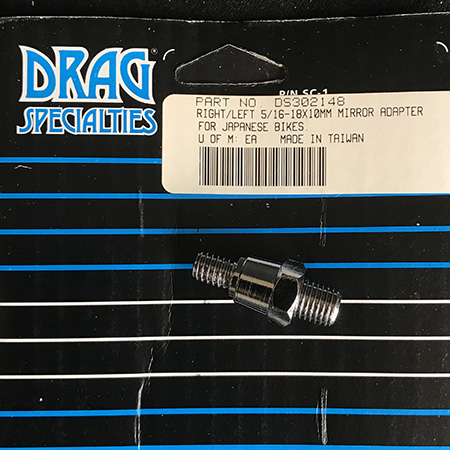 DRAG
SPECIALTIES
P/N SC-1
PART NO. DS302148
RIGHT/LEFT 5/16-18X10MM MIRROR ADAPTER
FOR JAPANESE BIKES.
U OF M: EA MADE IN TAIWAN